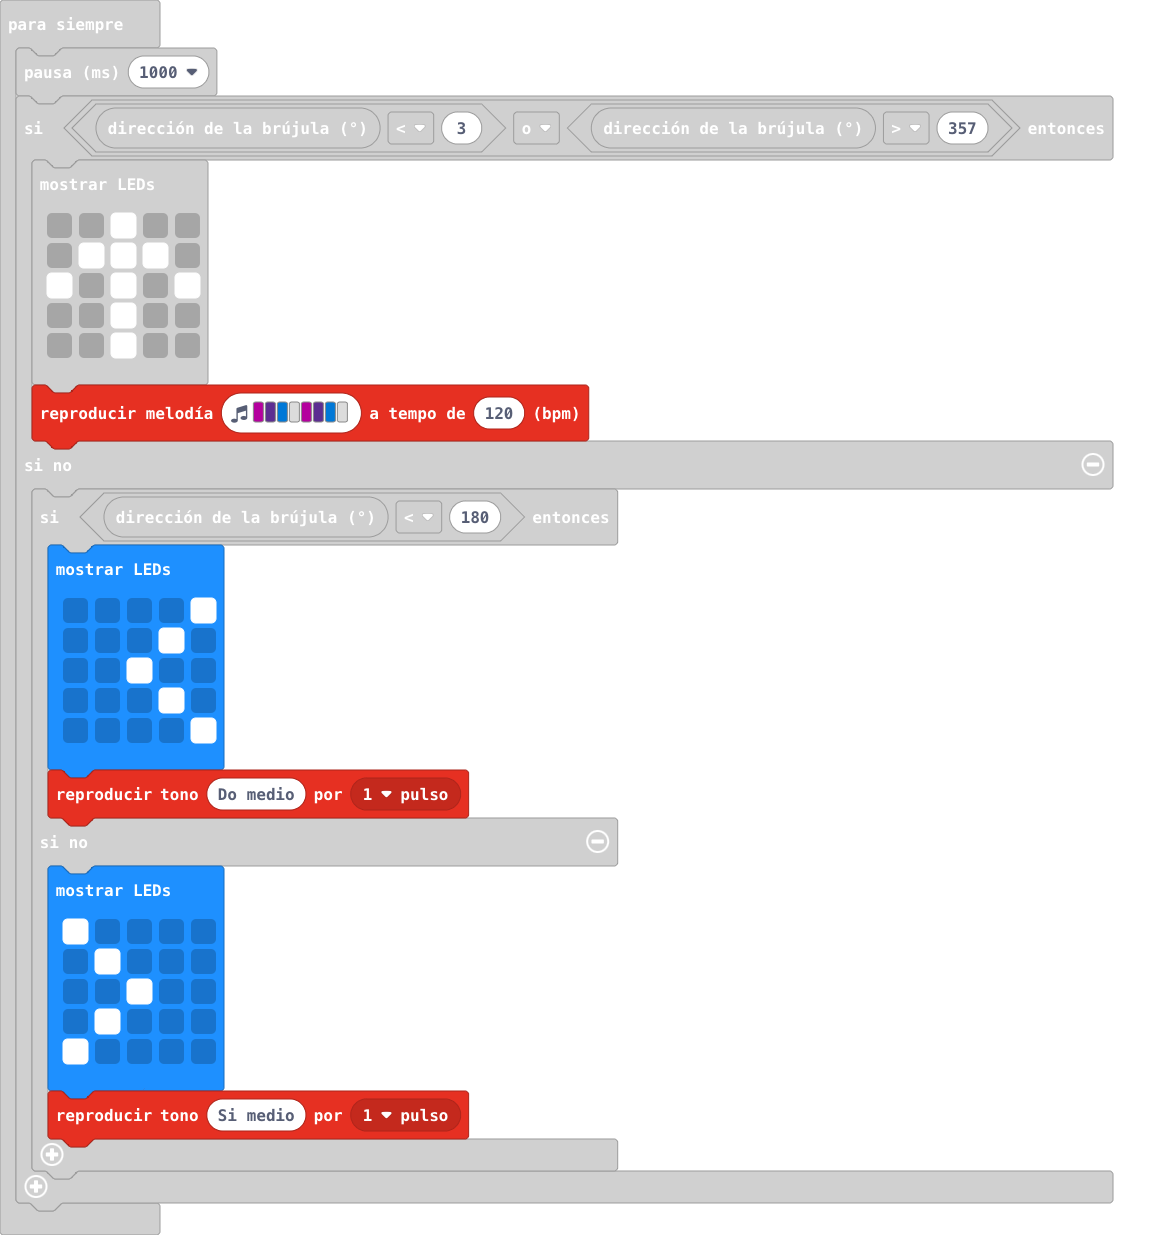 para siempre
pausa (ms) 1000
si dirección de la brújula (°) < 3 o dirección de la brújula (°) > 357 entonces
mostrar LEDs
reproducir melodía a tempo de 120 (bpm)
si no
si dirección de la brújula (°) < 180 entonces
mostrar LEDs
reproducir tono Do medio por 1 pulso
si no
mostrar LEDs
reproducir tono Si medio por 1 pulso